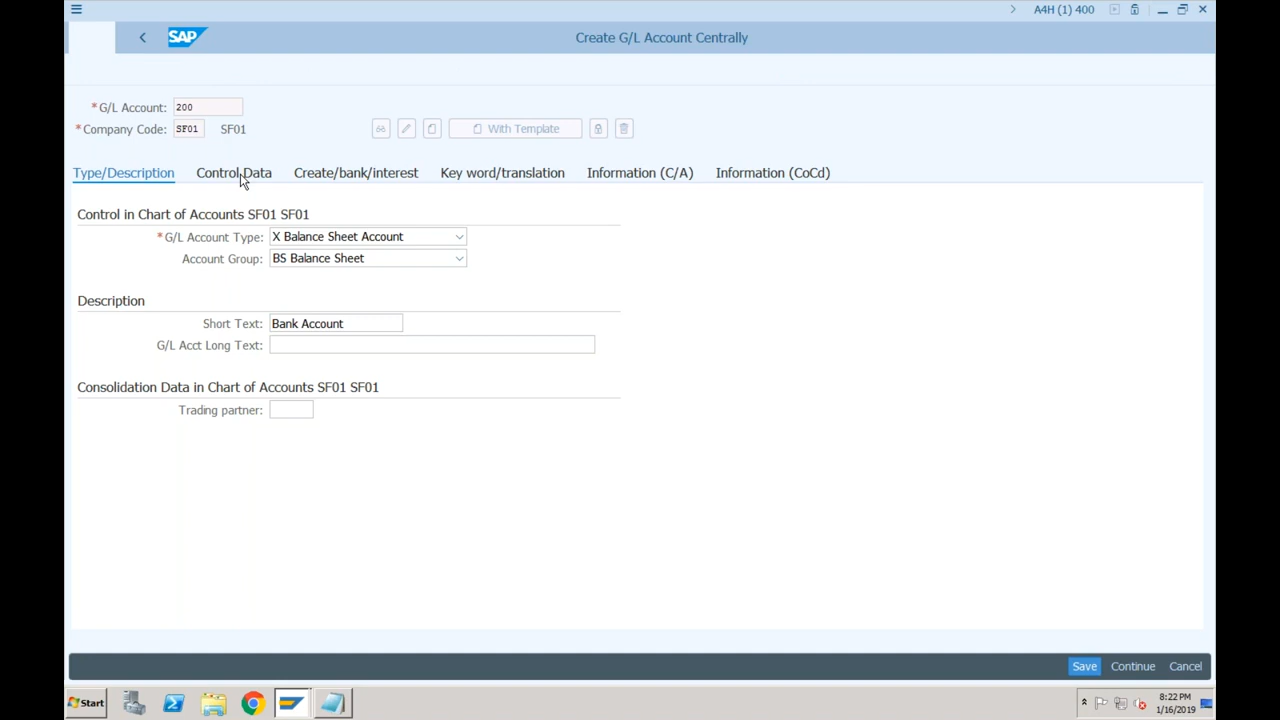 A4H (1) 400
SAP
Create G/L Account Centrally
*G/L Account: 200
*Company Code: SF01 SF01
With Template
Type/Description Control Data Create/bank/interest Key word/translation Information (C/A) Information (CoCd)
Control in Chart of Accounts SF01 SF01
*G/L Account Type: X Balance Sheet Account
Account Group: BS Balance Sheet
Description
Short Text: Bank Account
G/L Acct Long Text:
Consolidation Data in Chart of Accounts SF01 SF01
Trading partner:
Save Continue Cancel
Start
8:22 PM
1/16/2019